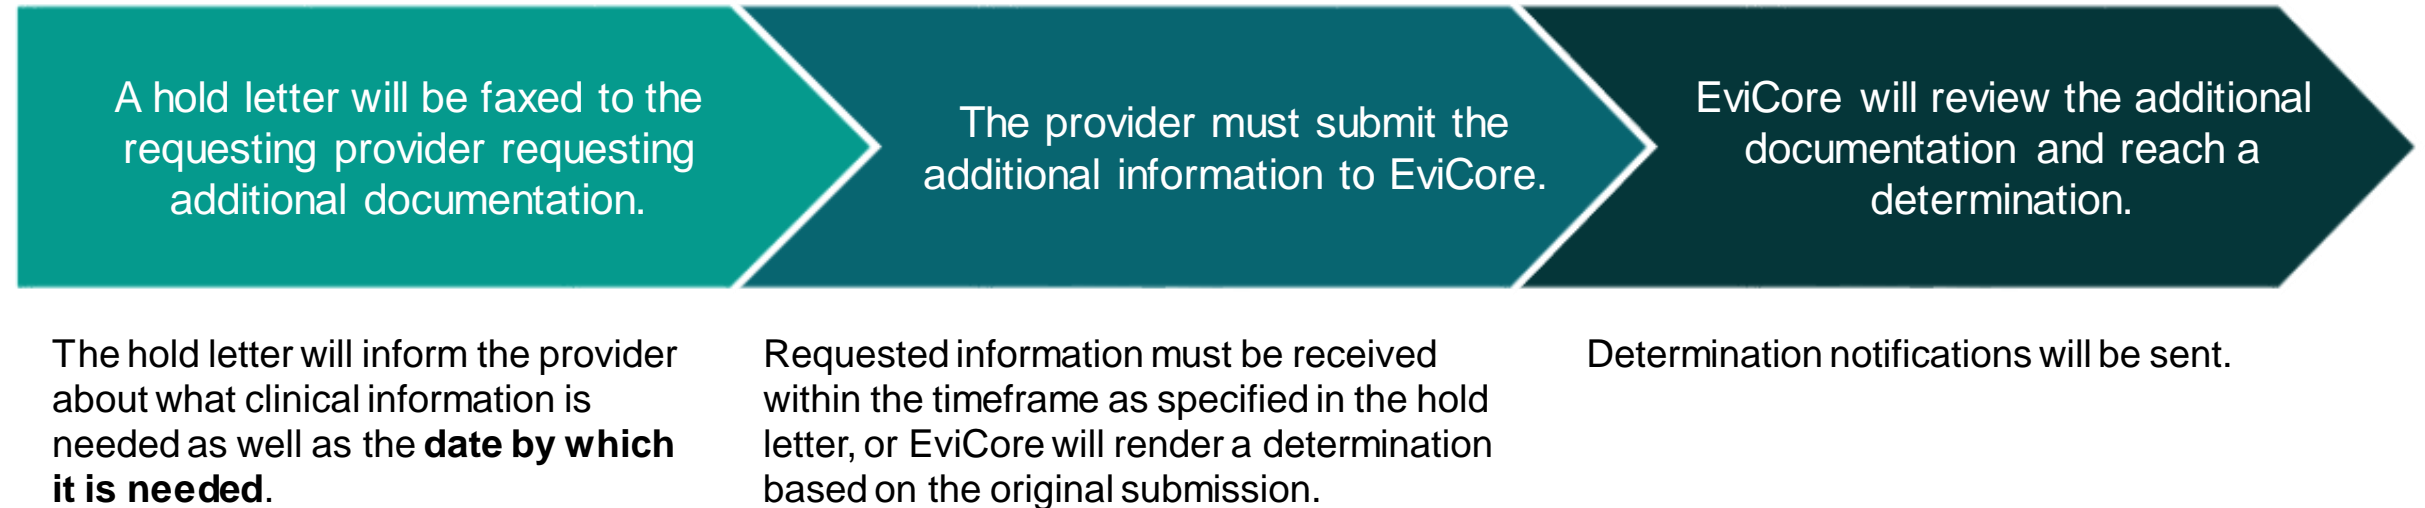 A hold letter will be faxed to the
requesting provider requesting
additional documentation.
The provider must submit the
additional information to EviCore.
EviCore will review the additional
documentation and reach a
determination.
The hold letter will inform the provider
about what clinical information is
needed as well as the date by which
it is needed.
Requested information must be received
within the timeframe as specified in the hold
letter, or EviCore will render a determination
based on the original submission.
Determination notifications will be sent.